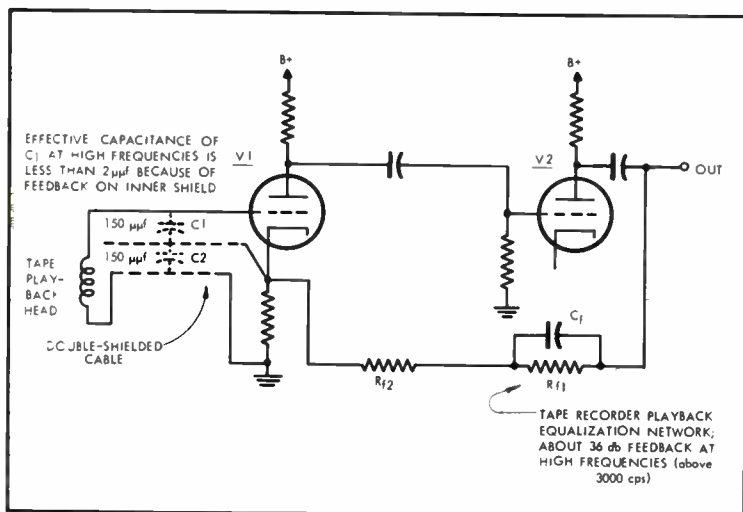 B+
B+
EFFECTIVE CAPACITANCE OF
C1 AT HIGH FREQUENCIES IS
LESS THAN 2μμf BECAUSE OF
FEEDBACK ON INNER SHIELD
V1
V2
OUT
150 μμf
C1
150 μμf
C2
TAPE
PLAY-
BACK
HEAD
DOUBLE-SHIELDED
CABLE
Cf
Rf2
Rf1
TAPE RECORDER PLAYBACK
EQUALIZATION NETWORK;
ABOUT 36 db FEEDBACK AT
HIGH FREQUENCIES (above
3000 cps)